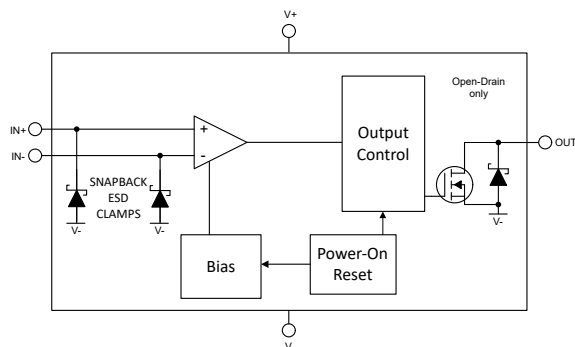 V+
Open-Drain
only
IN+
IN-
+
-
Output
Control
OUT
SNAPBACK
ESD
CLAMPS
V-
V-
V-
Bias
Power-On
Reset
V-